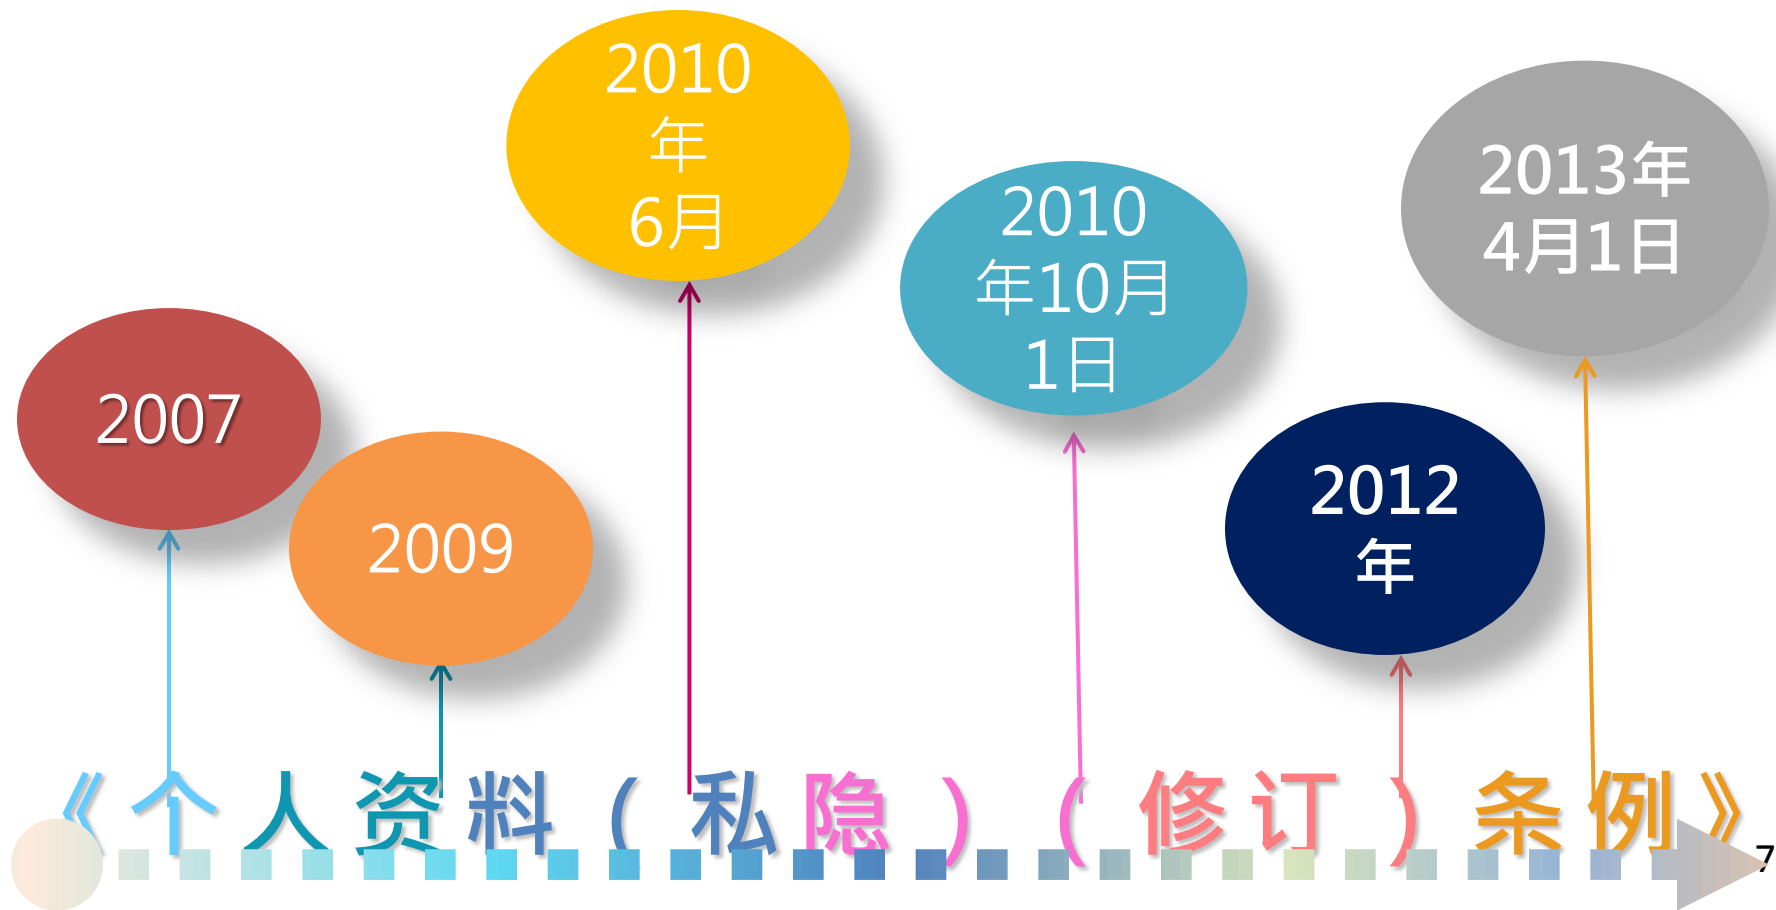 2007
2009
2010
年
6月
2010
年10月
1日
2012
年
2013年
4月1日
《个人资料(私隐)(修订)条例》
7